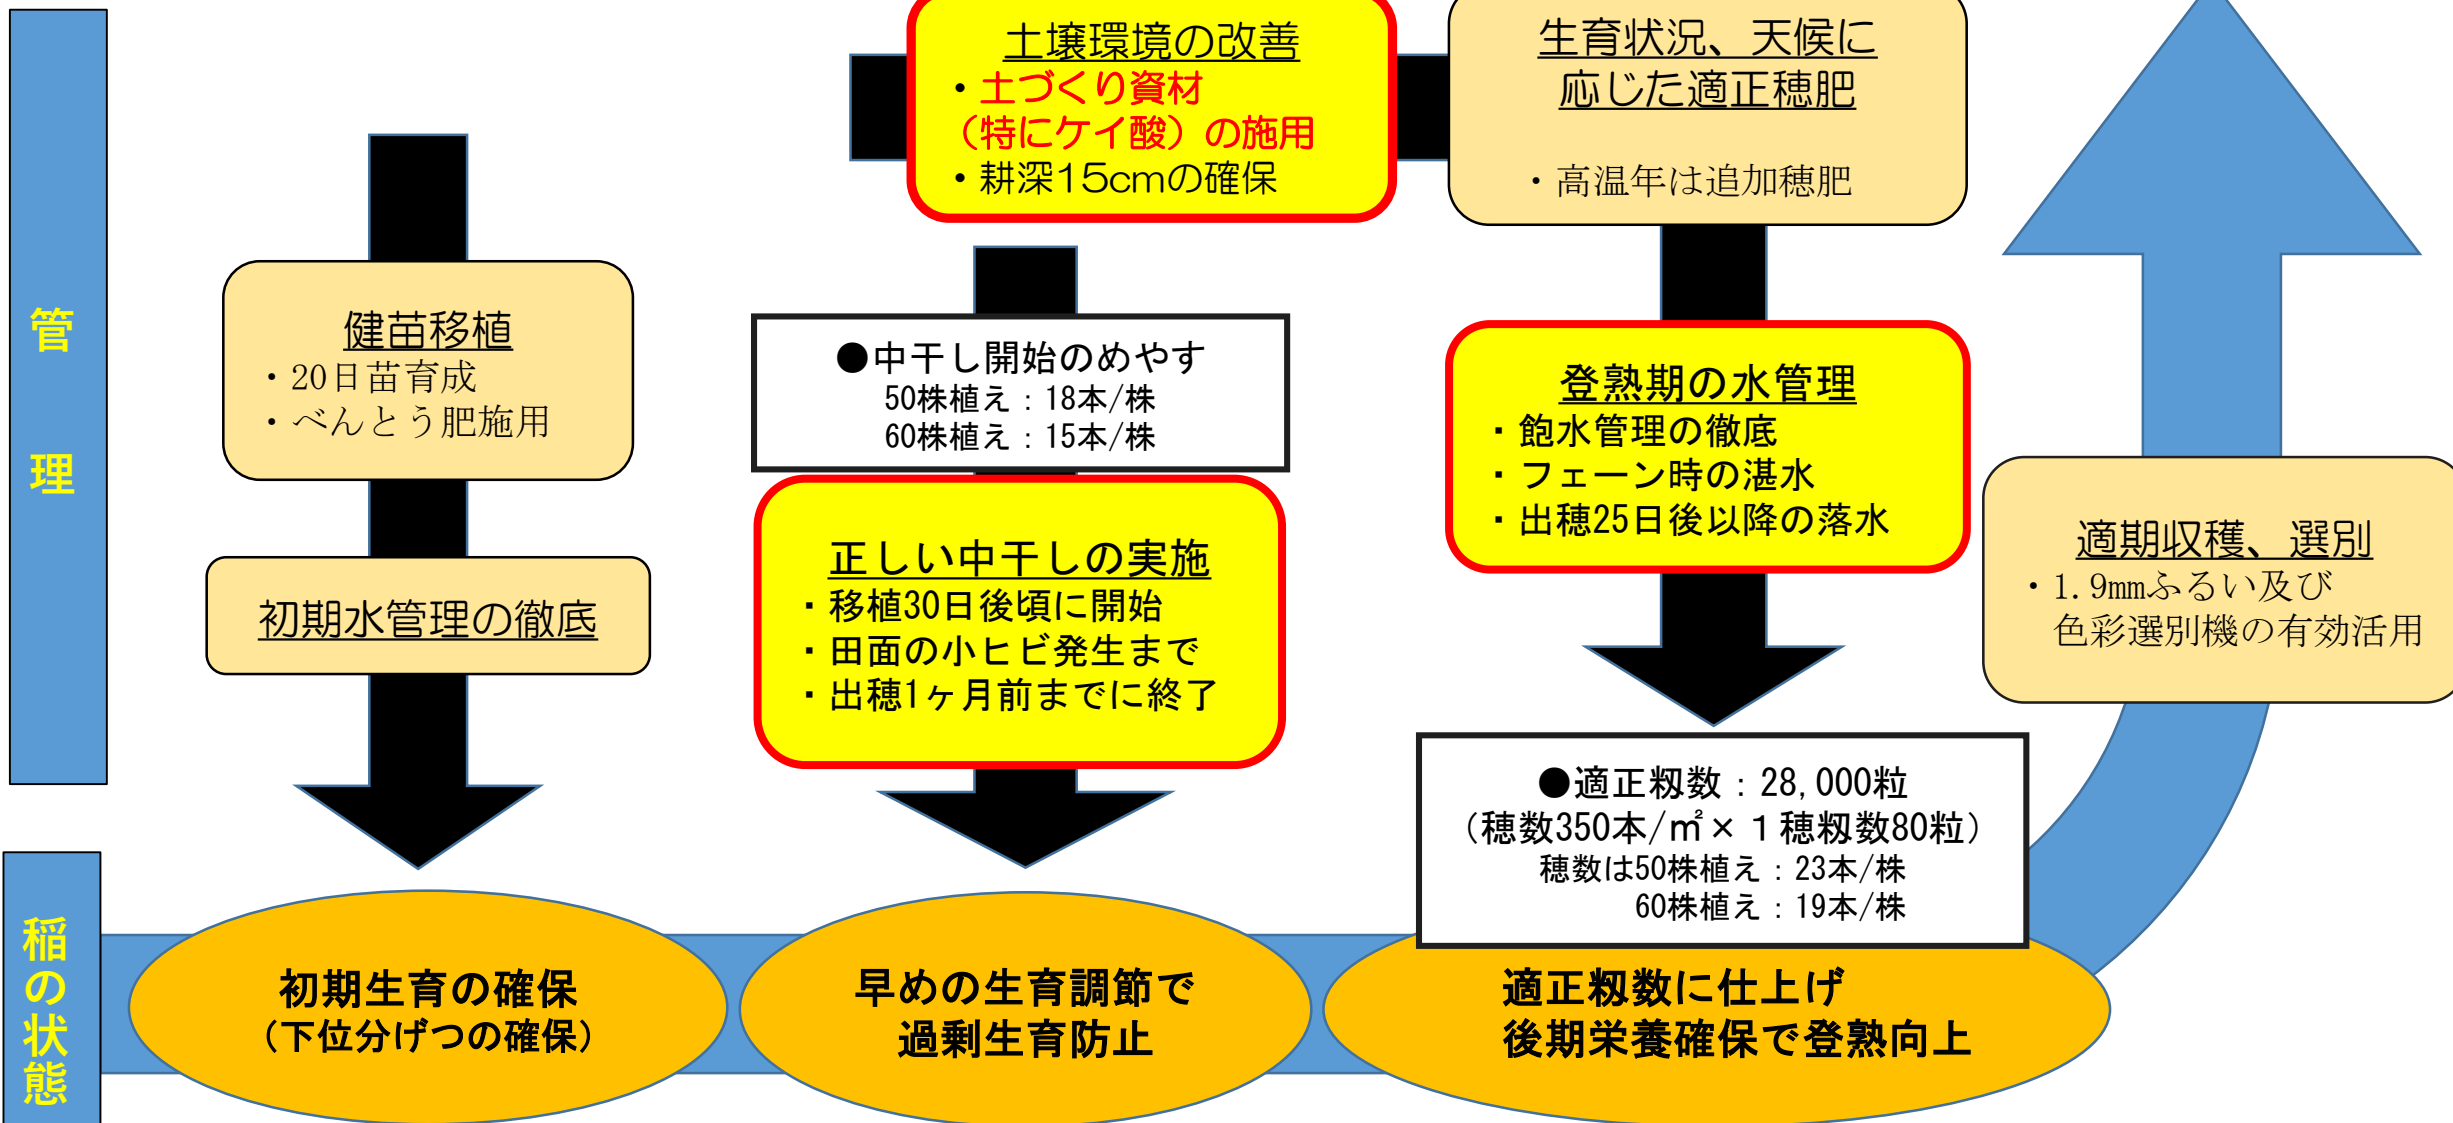 管理
健苗移植
・20日苗育成
・べんとう肥施用
初期水管理の徹底
土壌環境の改善
・土づくり資材
（特にケイ酸）の施用
・耕深15cmの確保
●中干し開始のめやす
50株植え：18本/株
60株植え：15本/株
正しい中干しの実施
・移植30日後頃に開始
・田面の小ヒビ発生まで
・出穂1ヶ月前までに終了
生育状況、天候に
応じた適正穂肥
・高温年は追加穂肥
登熟期の水管理
・飽水管理の徹底
・フェーン時の湛水
・出穂25日後以降の落水
●適正籾数：28,000粒
（穂数350本/㎡×１穂籾数80粒）
穂数は50株植え：23本/株
60株植え：19本/株
適期収穫、選別
・1.9㎜ふるい及び
色彩選別機の有効活用
稲の状態
初期生育の確保
（下位分げつの確保）
早めの生育調節で
過剰生育防止
適正籾数に仕上げ
後期栄養確保で登熟向上